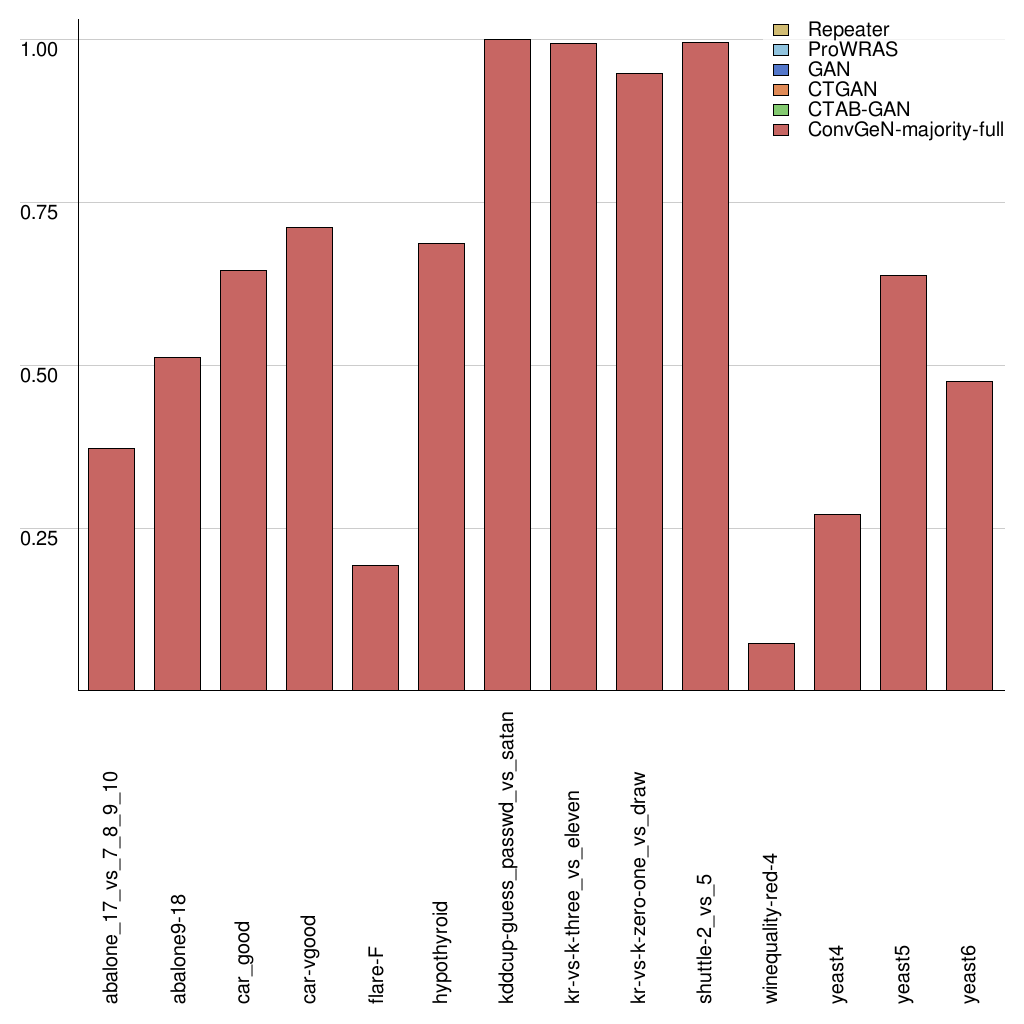 1.00
0.75
0.50
0.25
Repeater
ProWRAS
GAN
CTGAN
CTAB-GAN
ConvGeN-majority-full
abalone_17_vs_7_8_9_10
abalone9-18
car_good
car-vgood
flare-F
hypothyroid
kddcup-guess_passwd_vs_satan
kr-vs-k-three_vs_eleven
kr-vs-k-zero-one_vs_draw
shuttle-2_vs_5
winequality-red-4
yeast4
yeast5
yeast6